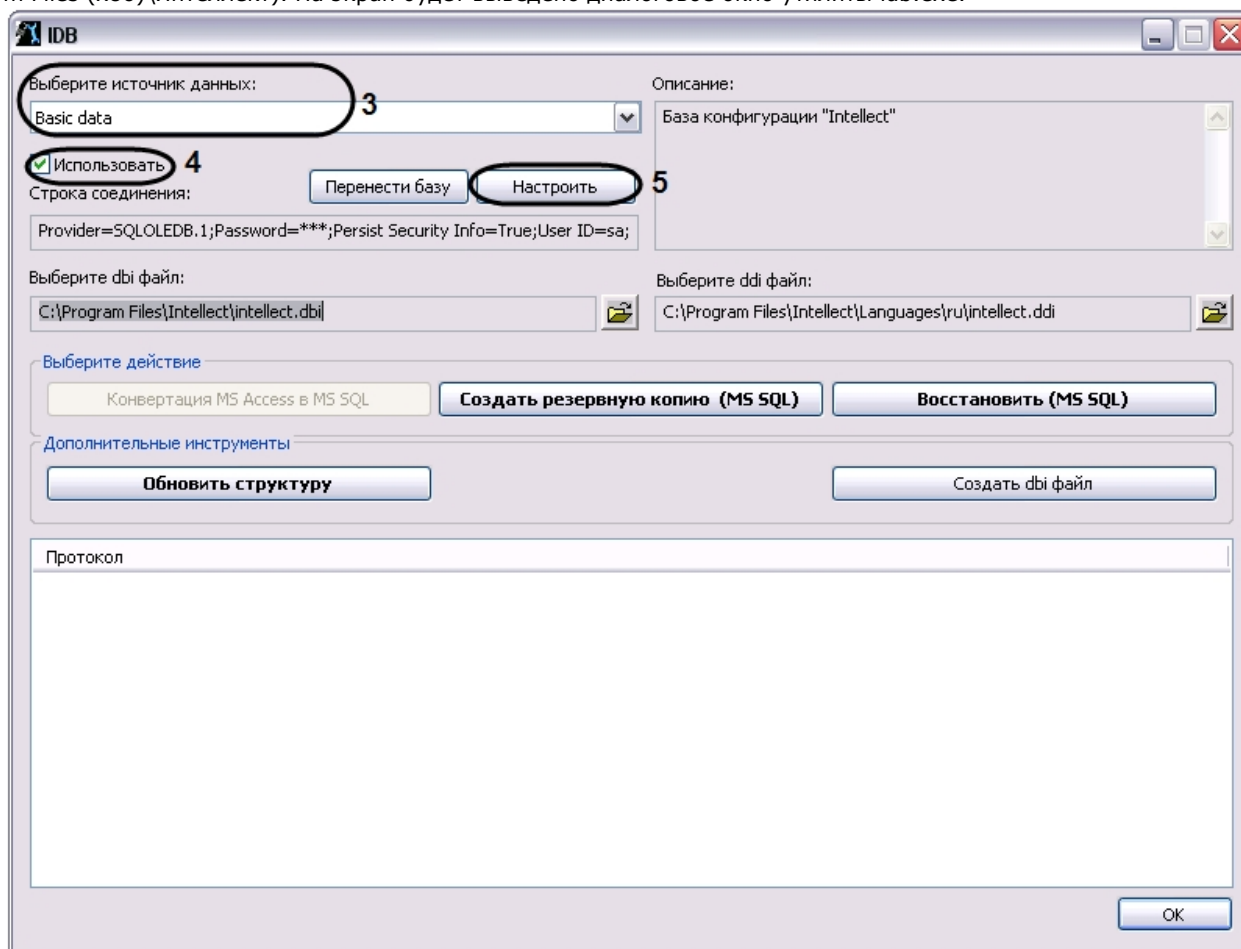 IDB
Выберите источник данных:
Basic data
3
Использовать
4
Строка соединения:
Перенести базу
Настроить
5
Provider=SQLOLEDB.1;Password=***;Persist Security Info=True;User ID=sa;
Описание:
База конфигурации "Intellect"
Выберите dbi файл:
C:\Program Files\Intellect\intellect.dbi
Выберите ddi файл:
C:\Program Files\Intellect\Languages\ru\intellect.ddi
Выберите действие
Конвертация MS Access в MS SQL
Создать резервную копию (MS SQL)
Восстановить (MS SQL)
Дополнительные инструменты
Обновить структуру
Создать dbi файл
Протокол
OK